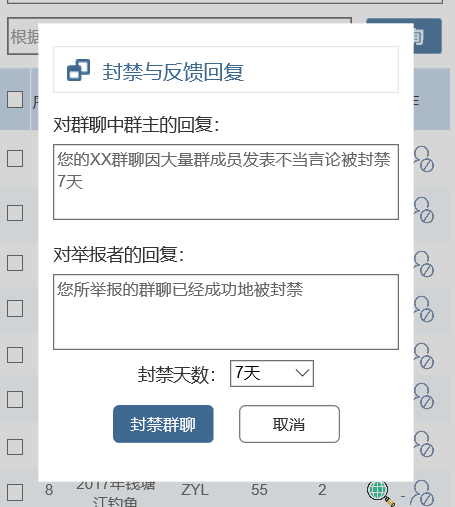 根据
询
封禁与反馈回复
对群聊中群主的回复：
您的XX群聊因大量群成员发表不当言论被封禁
7天
对举报者的回复：
您所举报的群聊已经成功地被封禁
封禁天数： 7天
封禁群聊 取消
8 2017年钱塘 ZYL 55 2
江钓鱼